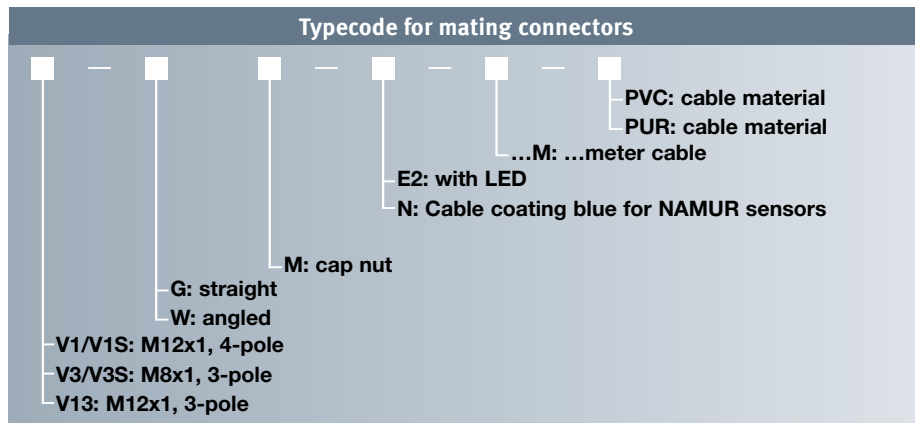 Typecode for mating connectors
— — — —
PVC: cable material
PUR: cable material
...M: ...meter cable
E2: with LED
N: Cable coating blue for NAMUR sensors
M: cap nut
G: straight
W: angled
V1/V1S: M12x1, 4-pole
V3/V3S: M8x1, 3-pole
V13: M12x1, 3-pole